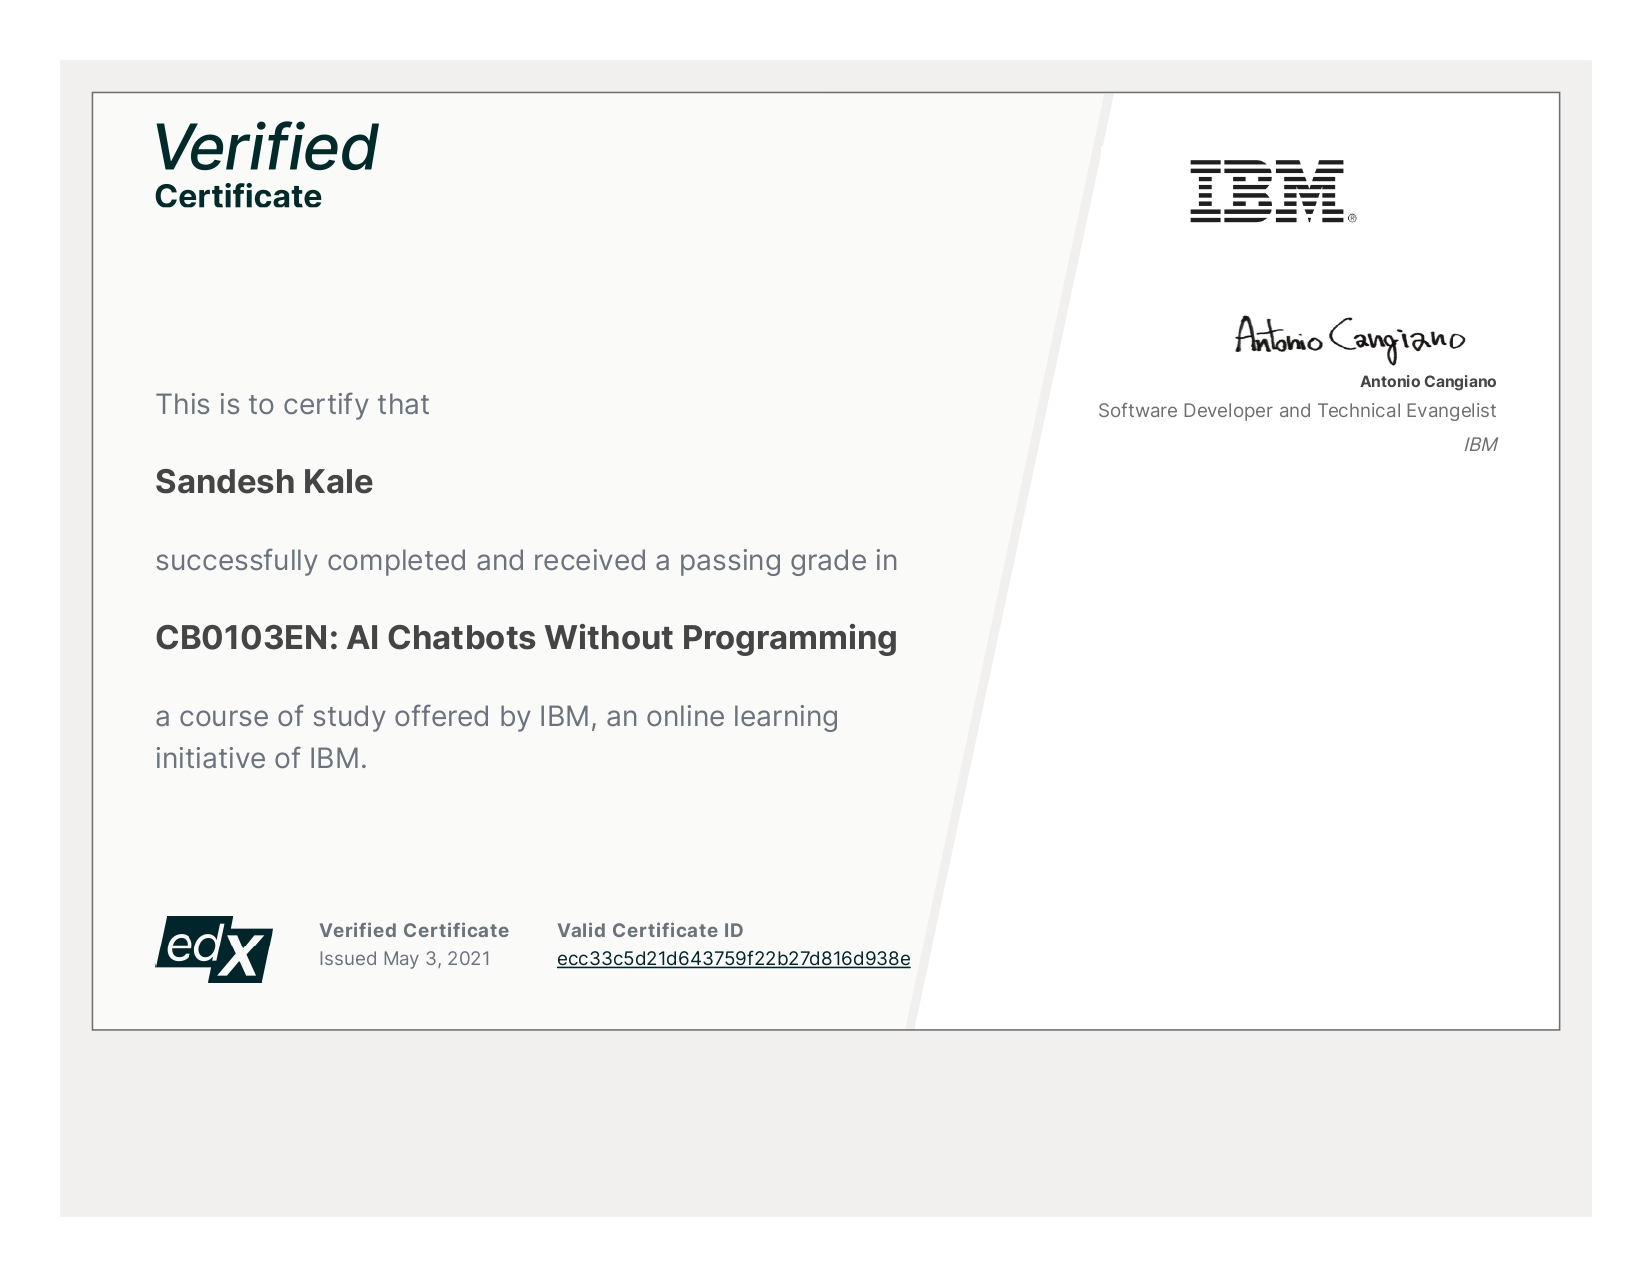 Verified
Certificate
IBM®
Antonio Cangiano
Antonio Cangiano
Software Developer and Technical Evangelist
IBM
This is to certify that
Sandesh Kale
successfully completed and received a passing grade in
CB0103EN: AI Chatbots Without Programming
a course of study offered by IBM, an online learning
initiative of IBM.
edX
Verified Certificate
Issued May 3, 2021
Valid Certificate ID
ecc33c5d21d643759f22b27d816d938e